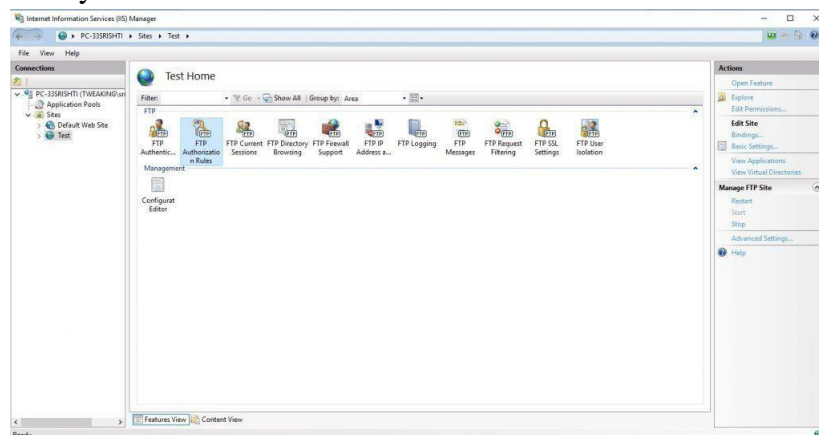 Internet Information Services (IIS) Manager
PC-33SRISHTI ▸ Sites ▸ Test ▸
File View Help
Connections
PC-33SRISHTI (TWEAKING\sri
Application Pools
Sites
Default Web Site
Test
Test Home
Filter: Go Show All Group by: Area
FTP
FTP Authentic...
FTP Authorizatio n Rules
FTP Current Sessions
FTP Directory Browsing
FTP Firewall Support
FTP IP Address a...
FTP Logging
FTP Messages
FTP Request Filtering
FTP SSL Settings
FTP User Isolation
Management
Configurat Editor
Features View Content View
Ready
Actions
Open Feature
Explore
Edit Permissions...
Edit Site
Bindings...
Basic Settings...
View Applications
View Virtual Directories
Manage FTP Site
Restart
Start
Stop
Advanced Settings...
Help